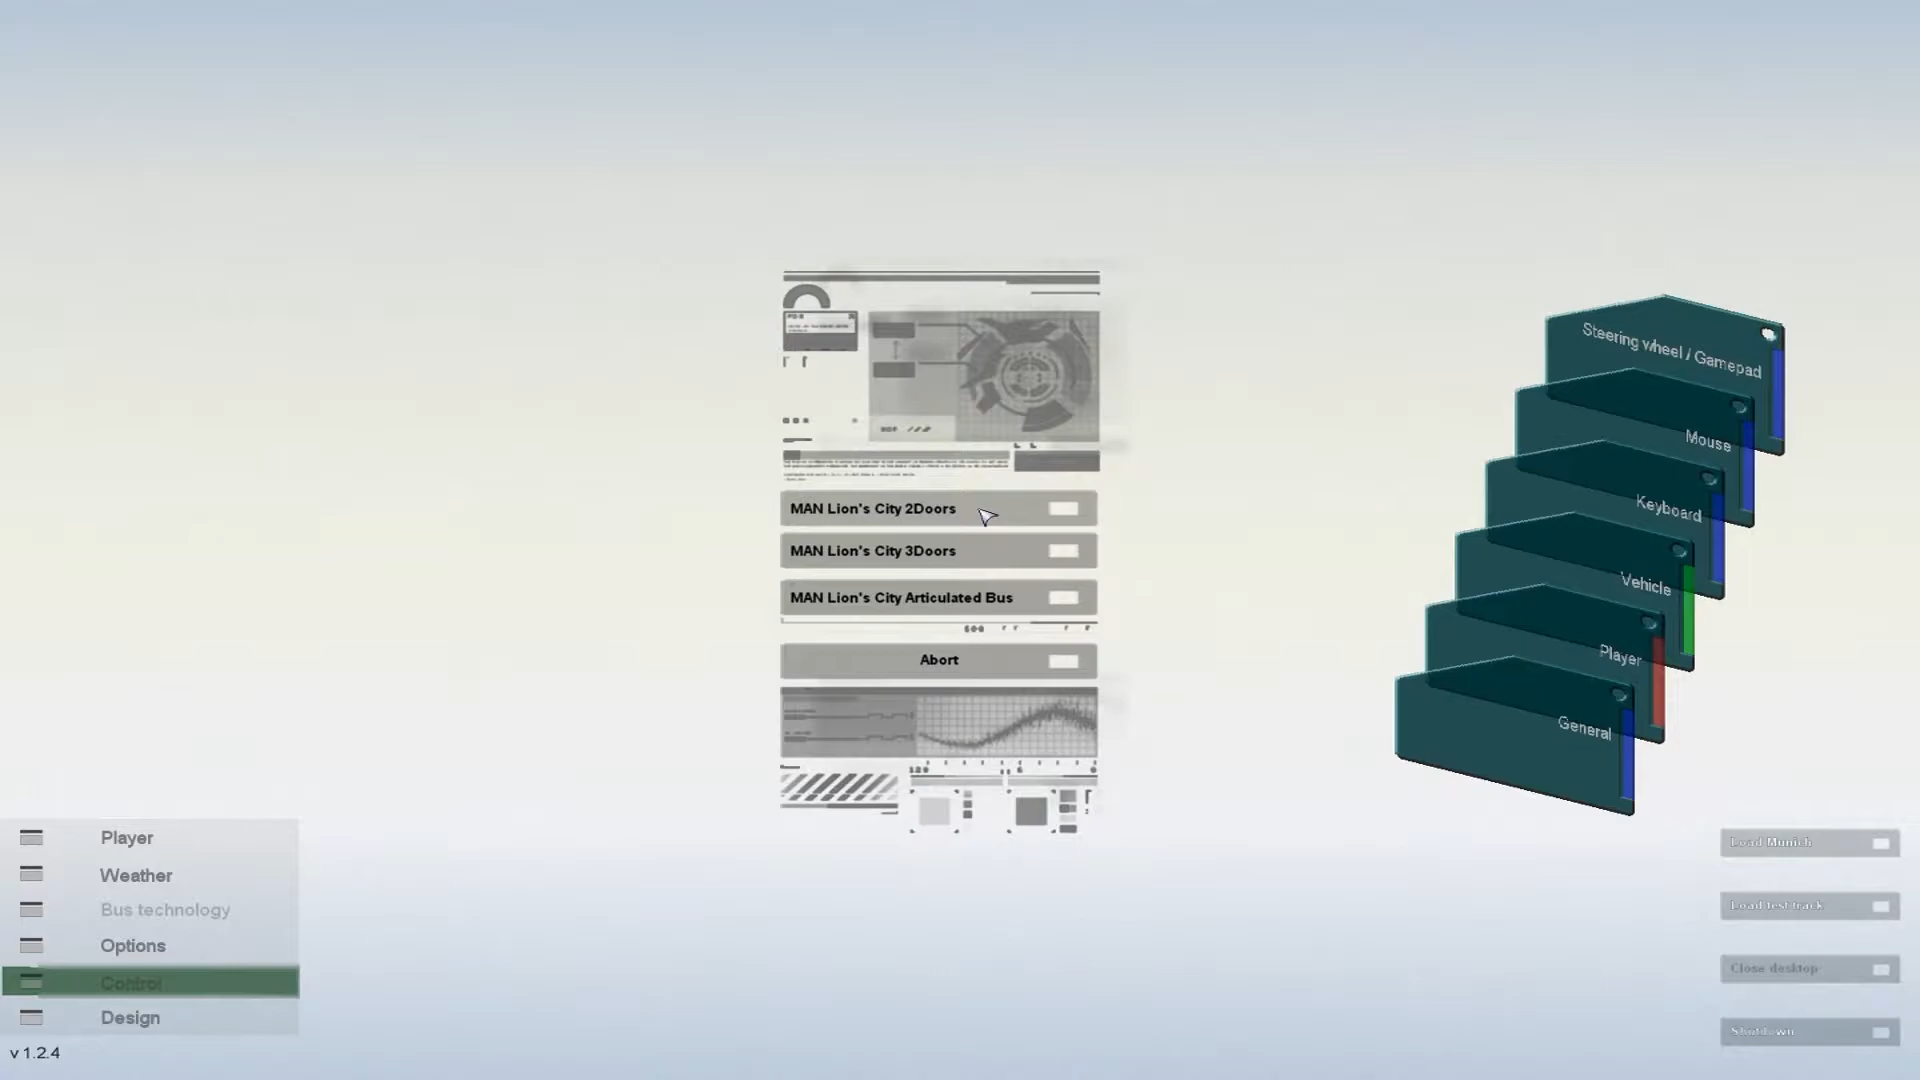 Steering wheel / Gamepad
Mouse
Keyboard
Vehicle
Player
General
MAN Lion's City 2Doors
MAN Lion's City 3Doors
MAN Lion's City Articulated Bus
Abort
Player
Weather
Bus technology
Options
Control
Design
v 1.2.4
Load Munich
Load test track
Close desktop
Shutdown